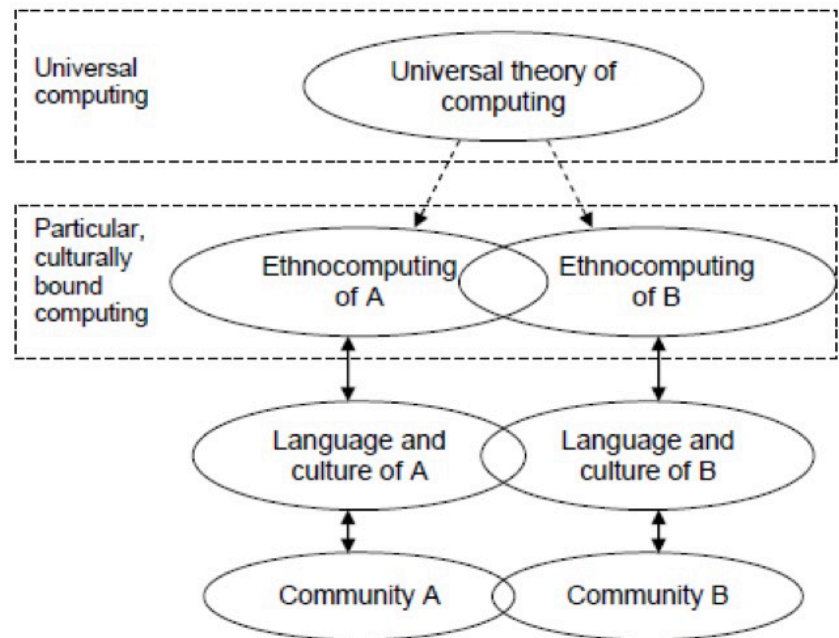 Universal
computing
Universal theory of
computing
Particular,
culturally
bound
computing
Ethnocomputing
of A
Ethnocomputing
of B
Language and
culture of A
Language and
culture of B
Community A
Community B